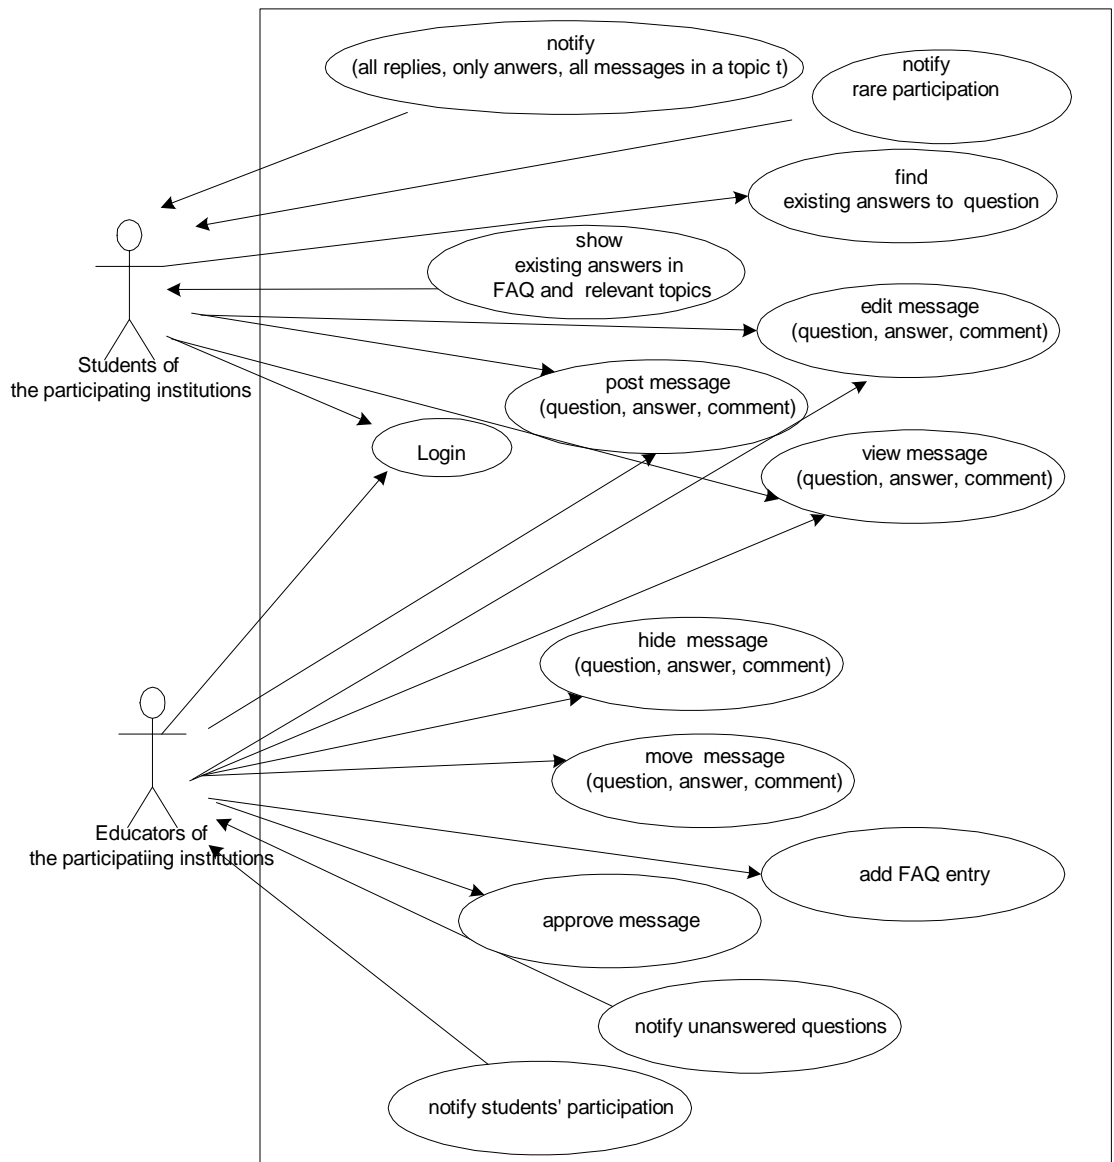 notify
(all replies, only anwers, all messages in a topic t)
notify
rare participation
find
existing answers to question
show
existing answers in
FAQ and relevant topics
edit message
(question, answer, comment)
Students of
the participating institutions
post message
(question, answer, comment)
Login
view message
(question, answer, comment)
hide message
(question, answer, comment)
move message
(question, answer, comment)
Educators of
the participatiing institutions
add FAQ entry
approve message
notify unanswered questions
notify students' participation